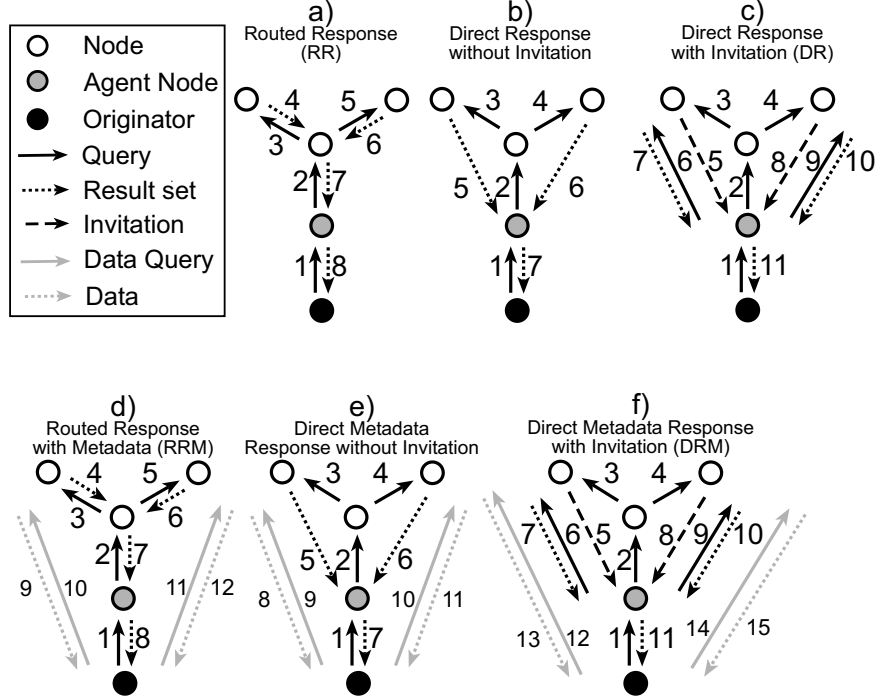 Node
Agent Node
Originator
Query
Result set
Invitation
Data Query
Data
a)
Routed Response
(RR)
4
5
3
6
2
7
1
8
b)
Direct Response
without Invitation
3
4
5
2
6
1
7
c)
Direct Response
with Invitation (DR)
3
4
7
6
5
8
9
10
2
1
11
d)
Routed Response
with Metadata (RRM)
4
5
3
6
2
7
9
10
11
12
1
8
e)
Direct Metadata
Response without Invitation
3
4
5
2
6
8
9
10
11
1
7
f)
Direct Metadata Response
with Invitation (DRM)
3
4
7
6
5
8
9
10
2
13
12
1
11
14
15